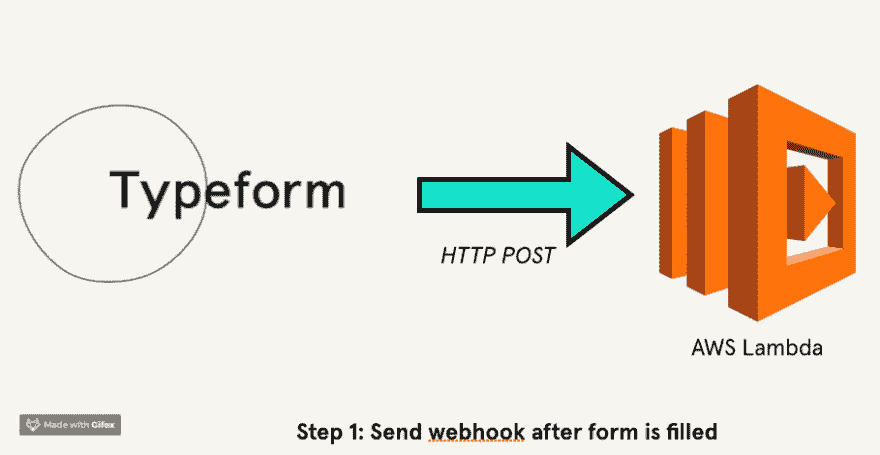 Typeform
HTTP POST
AWS Lambda
Made with Gifox
Step 1: Send webhook after form is filled